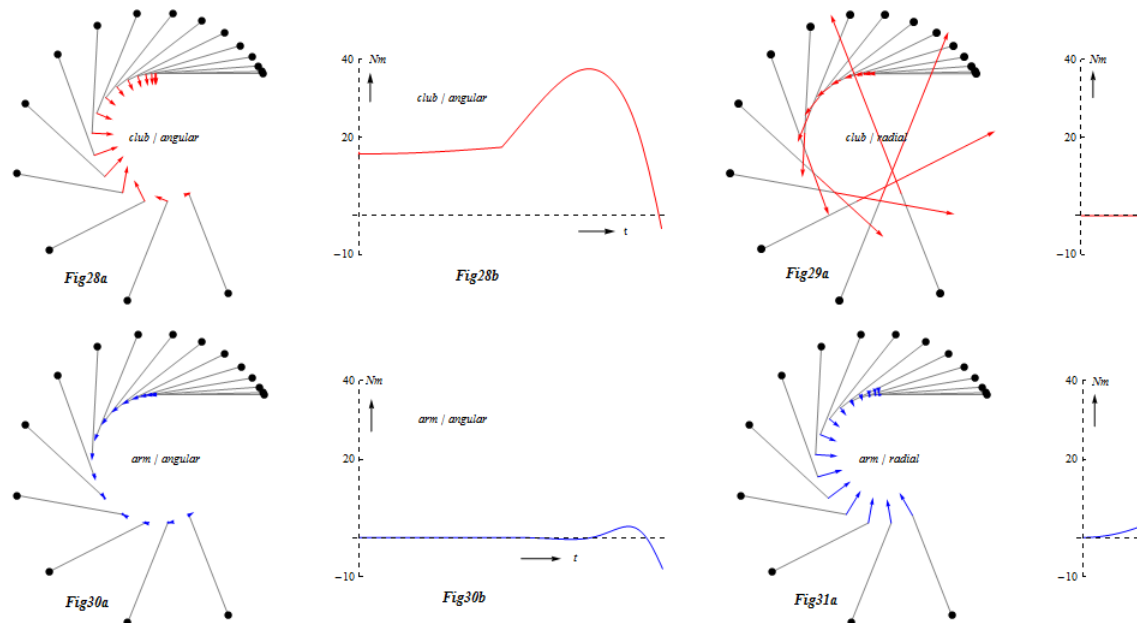 40
Nm
club / angular
20
club / angular
t
−10
Fig28a
Fig28b
40
Nm
club / radial
20
−10
Fig29a
40
Nm
arm / angular
20
arm / angular
t
−10
Fig30a
Fig30b
40
Nm
arm / radial
20
−10
Fig31a